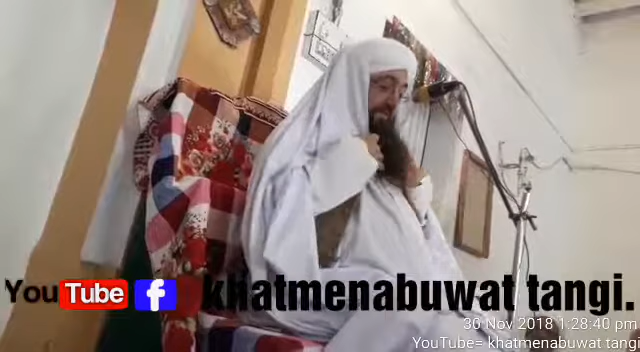 YouTube f khatmenabuwat tangi.
30 Nov 2018 1:28:40 pm
YouTube= khatmenabuwat tangi